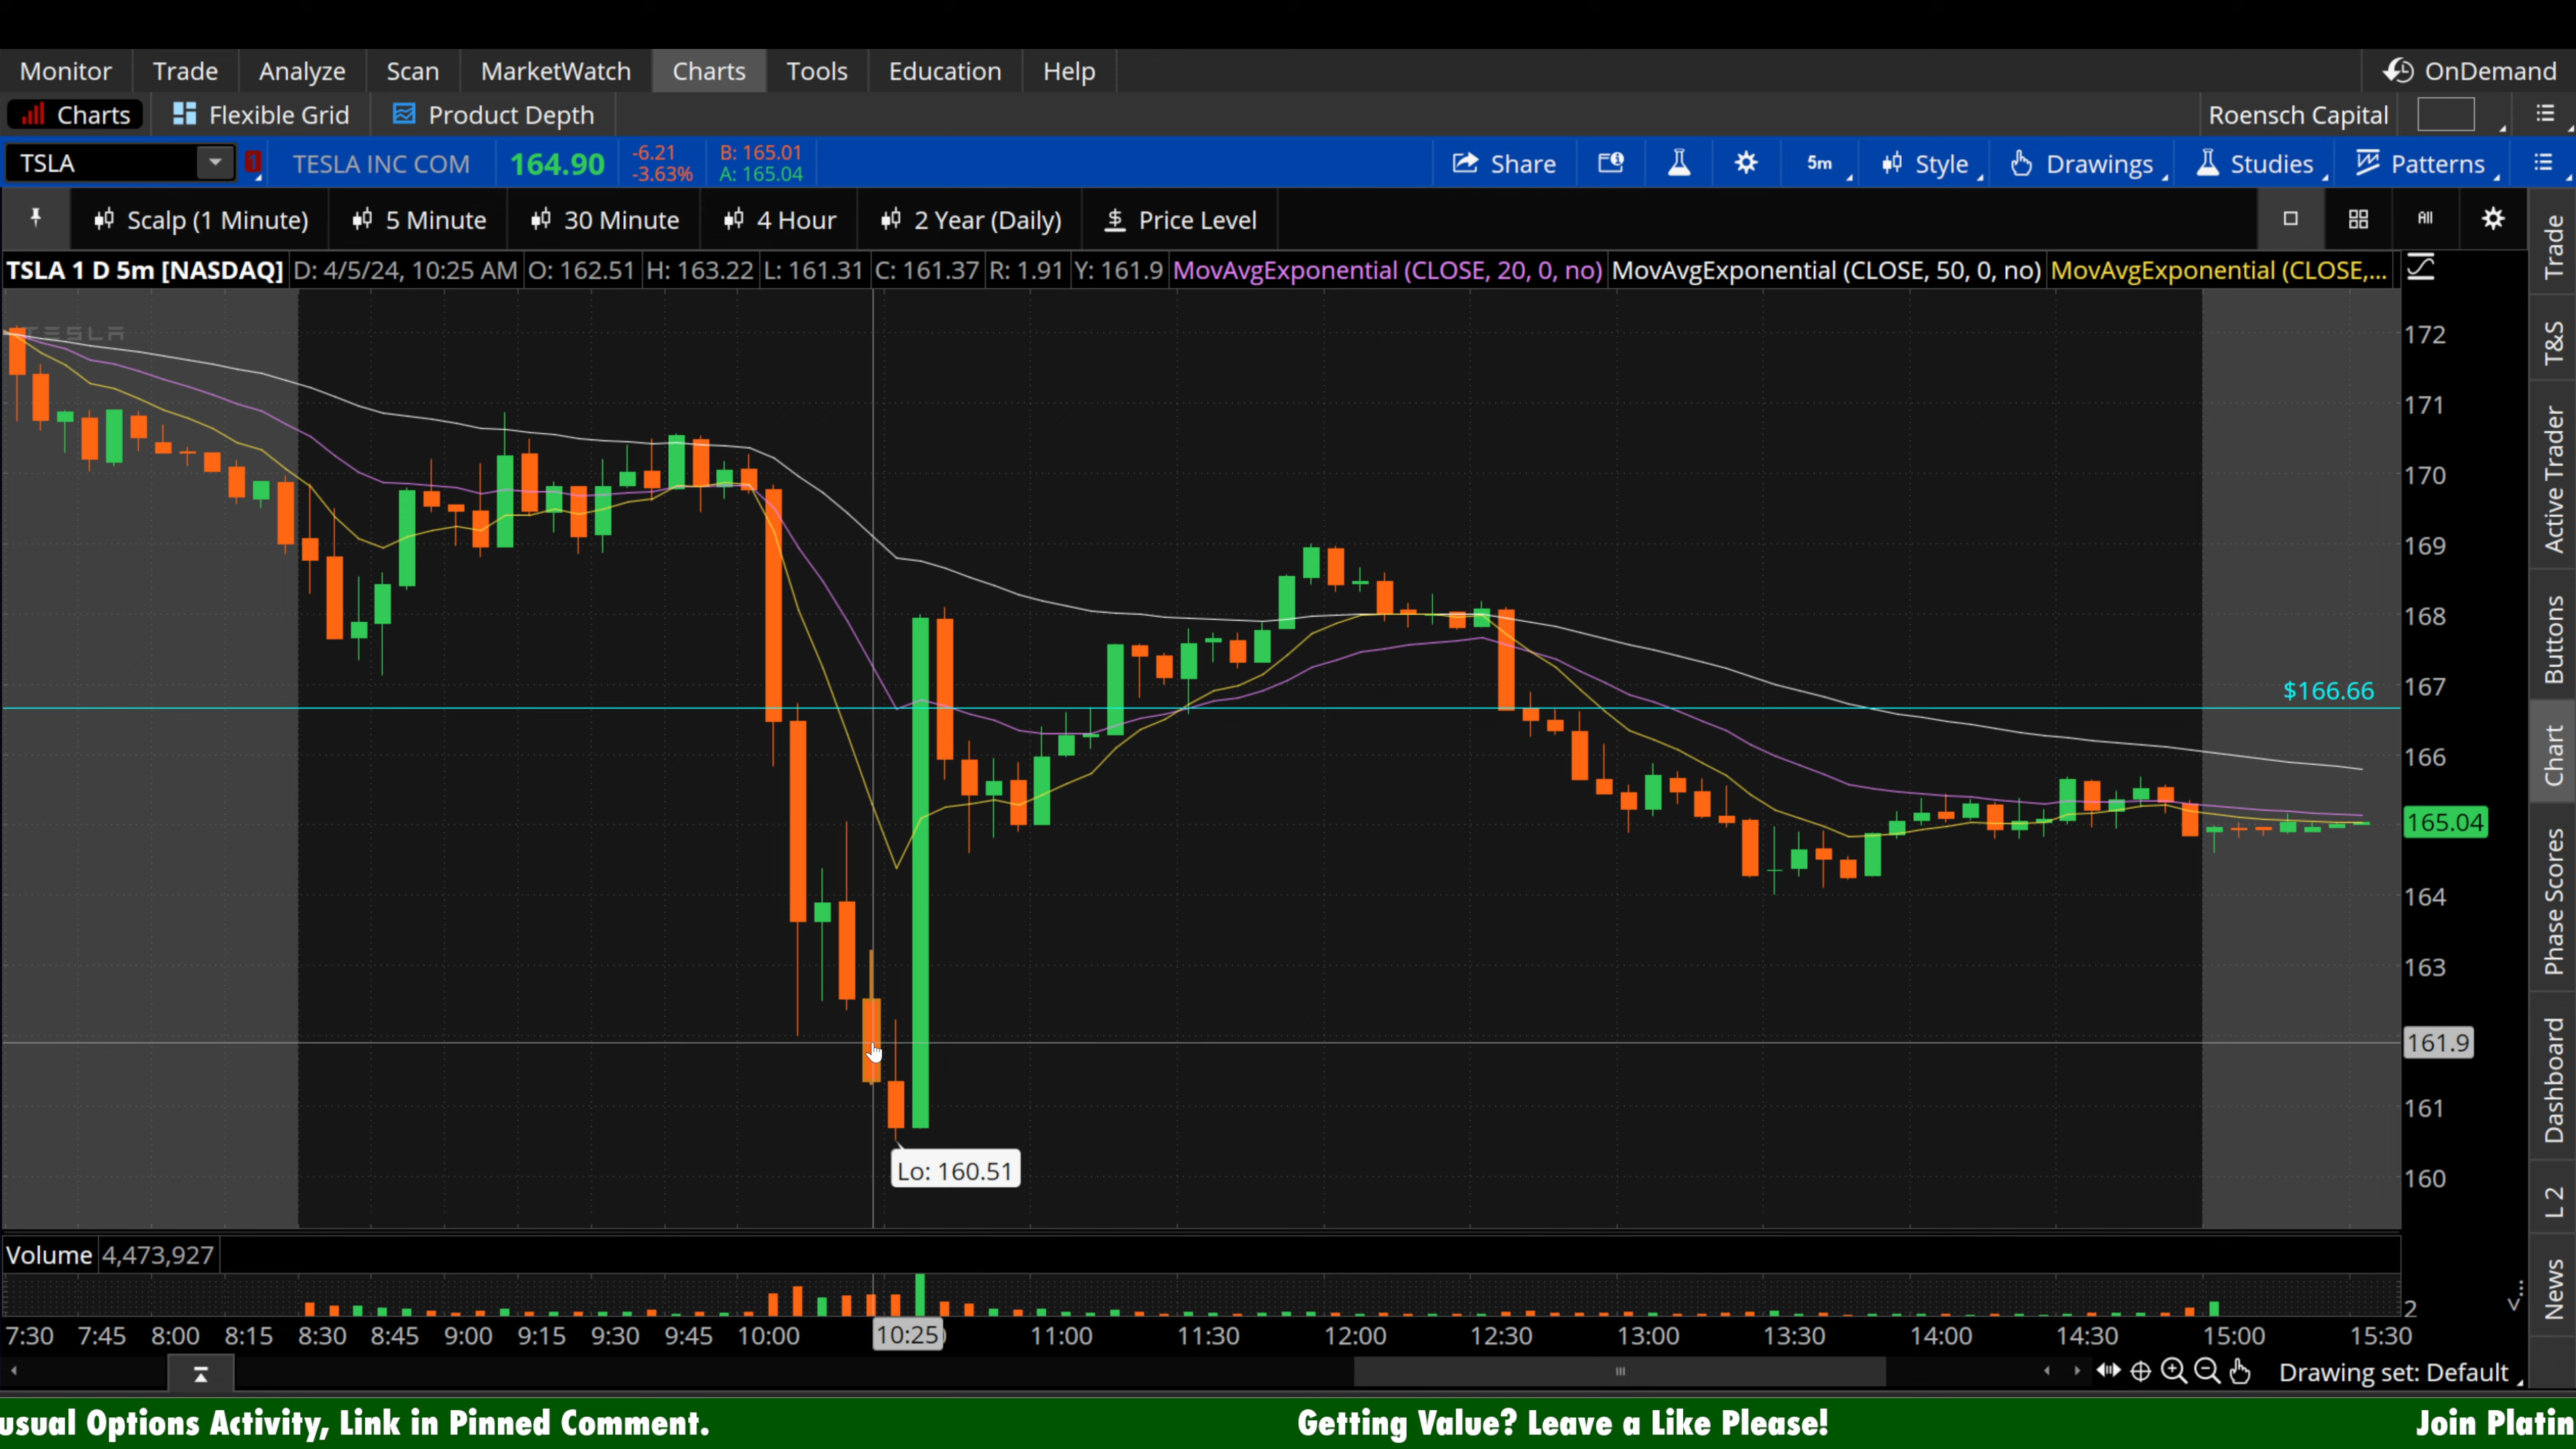 Monitor Trade Analyze Scan MarketWatch Charts Tools Education Help OnDemand
Charts Flexible Grid Product Depth Roensch Capital
TSLA 1 TESLA INC COM 164.90 -6.21 B: 165.01 Share 5m Style Drawings Studies Patterns
-3.63% A: 165.04
Scalp (1 Minute) 5 Minute 30 Minute 4 Hour 2 Year (Daily) $ Price Level All
TSLA 1 D 5m [NASDAQ] D: 4/5/24, 10:25 AM O: 162.51 H: 163.22 L: 161.31 C: 161.37 R: 1.91 Y: 161.9 MovAvgExponential (CLOSE, 20, 0, no) MovAvgExponential (CLOSE, 50, 0, no) MovAvgExponential (CLOSE,...
TESLA
172
171
170
169
168
$166.66
167
166
165.04
164
163
161.9
161
Lo: 160.51
160
Trade
T&S
Active Trader
Buttons
Chart
Phase Scores
Dashboard
L 2
News
Volume 4,473,927
2
7:30 7:45 8:00 8:15 8:30 8:45 9:00 9:15 9:30 9:45 10:00 10:25 11:00 11:30 12:00 12:30 13:00 13:30 14:00 14:30 15:00 15:30
Drawing set: Default
usual Options Activity, Link in Pinned Comment. Getting Value? Leave a Like Please! Join Platin